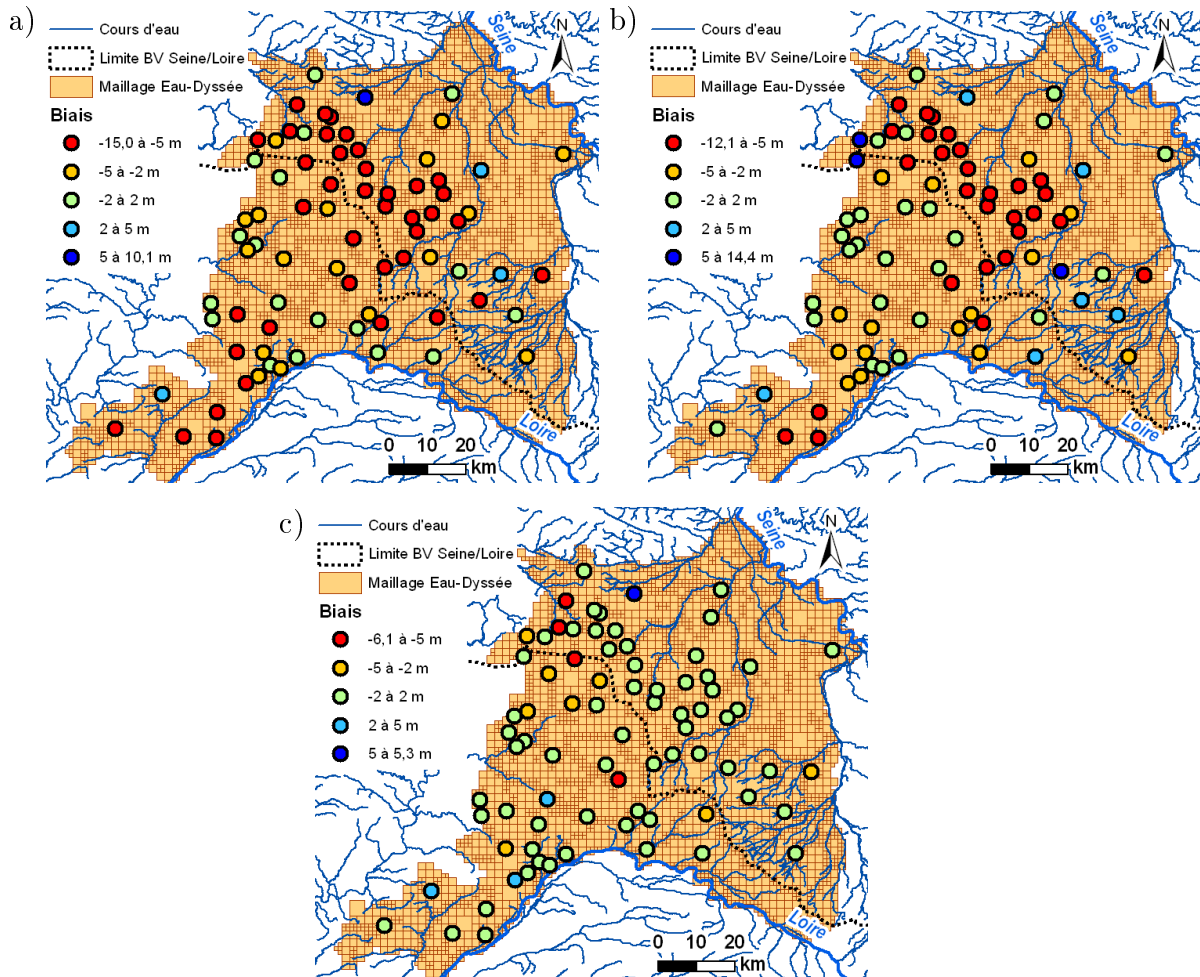 a)
Cours d'eau
Limite BV Seine/Loire
Maillage Eau-Dyssée
Biais
-15,0 à -5 m
-5 à -2 m
-2 à 2 m
2 à 5 m
5 à 10,1 m
Seine
N
Loire
0 10 20
km
b)
Cours d'eau
Limite BV Seine/Loire
Maillage Eau-Dyssée
Biais
-12,1 à -5 m
-5 à -2 m
-2 à 2 m
2 à 5 m
5 à 14,4 m
Seine
N
Loire
0 10 20
km
c)
Cours d'eau
Limite BV Seine/Loire
Maillage Eau-Dyssée
Biais
-6,1 à -5 m
-5 à -2 m
-2 à 2 m
2 à 5 m
5 à 5,3 m
Seine
N
Loire
0 10 20
km